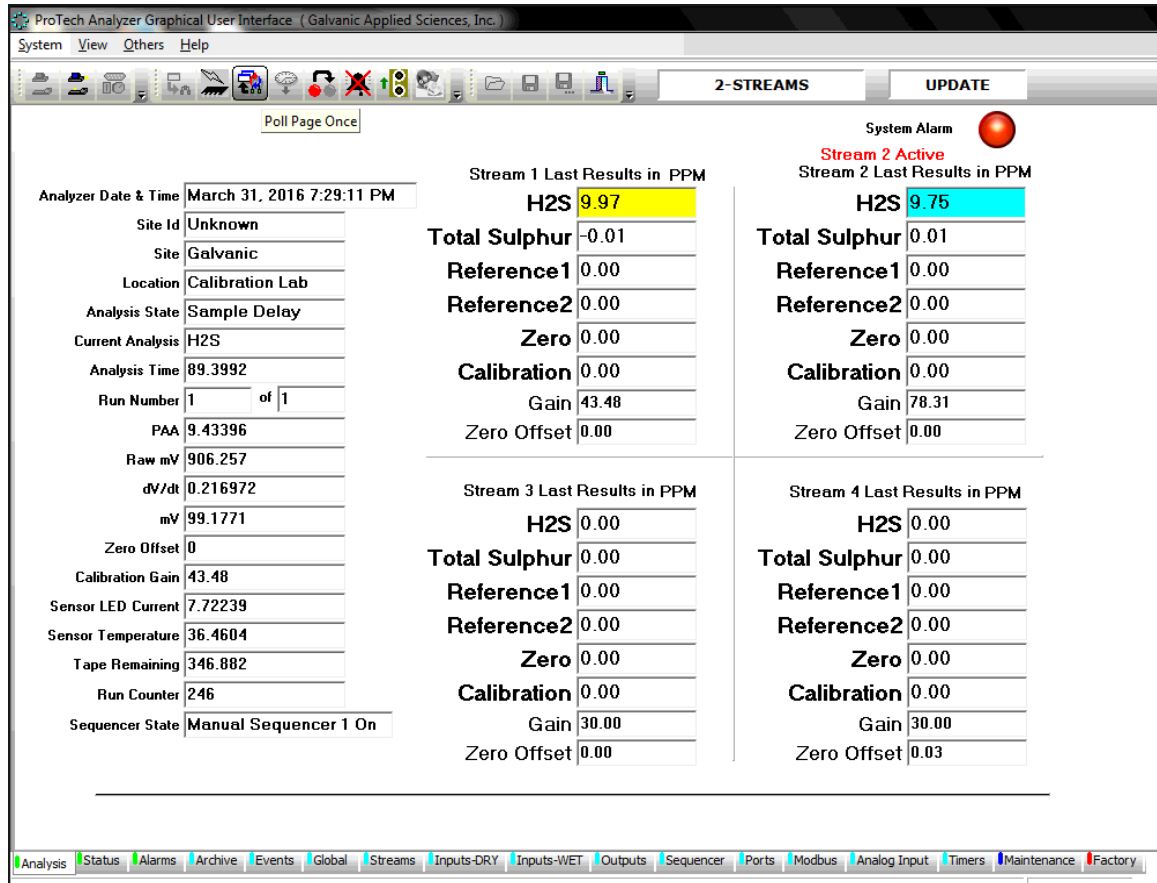 ProTech Analyzer Graphical User Interface ( Galvanic Applied Sciences, Inc. )
System View Others Help
2-STREAMS UPDATE
Poll Page Once
System Alarm
Stream 2 Active
Analyzer Date & Time March 31, 2016 7:29:11 PM
Site Id Unknown
Site Galvanic
Location Calibration Lab
Analysis State Sample Delay
Current Analysis H2S
Analysis Time 89.3992
Run Number 1 of 1
PAA 9.43396
Raw mV 906.257
dV/dt 0.216972
mV 99.1771
Zero Offset 0
Calibration Gain 43.48
Sensor LED Current 7.72239
Sensor Temperature 36.4604
Tape Remaining 346.882
Run Counter 246
Sequencer State Manual Sequencer 1 On
Stream 1 Last Results in PPM
H2S 9.97
Total Sulphur -0.01
Reference1 0.00
Reference2 0.00
Zero 0.00
Calibration 0.00
Gain 43.48
Zero Offset 0.00
Stream 2 Last Results in PPM
H2S 9.75
Total Sulphur 0.01
Reference1 0.00
Reference2 0.00
Zero 0.00
Calibration 0.00
Gain 78.31
Zero Offset 0.00
Stream 3 Last Results in PPM
H2S 0.00
Total Sulphur 0.00
Reference1 0.00
Reference2 0.00
Zero 0.00
Calibration 0.00
Gain 30.00
Zero Offset 0.00
Stream 4 Last Results in PPM
H2S 0.00
Total Sulphur 0.00
Reference1 0.00
Reference2 0.00
Zero 0.00
Calibration 0.00
Gain 30.00
Zero Offset 0.03
Analysis Status Alarms Archive Events Global Streams Inputs-DRY Inputs-WET Outputs Sequencer Ports Modbus Analog Input Timers Maintenance Factory